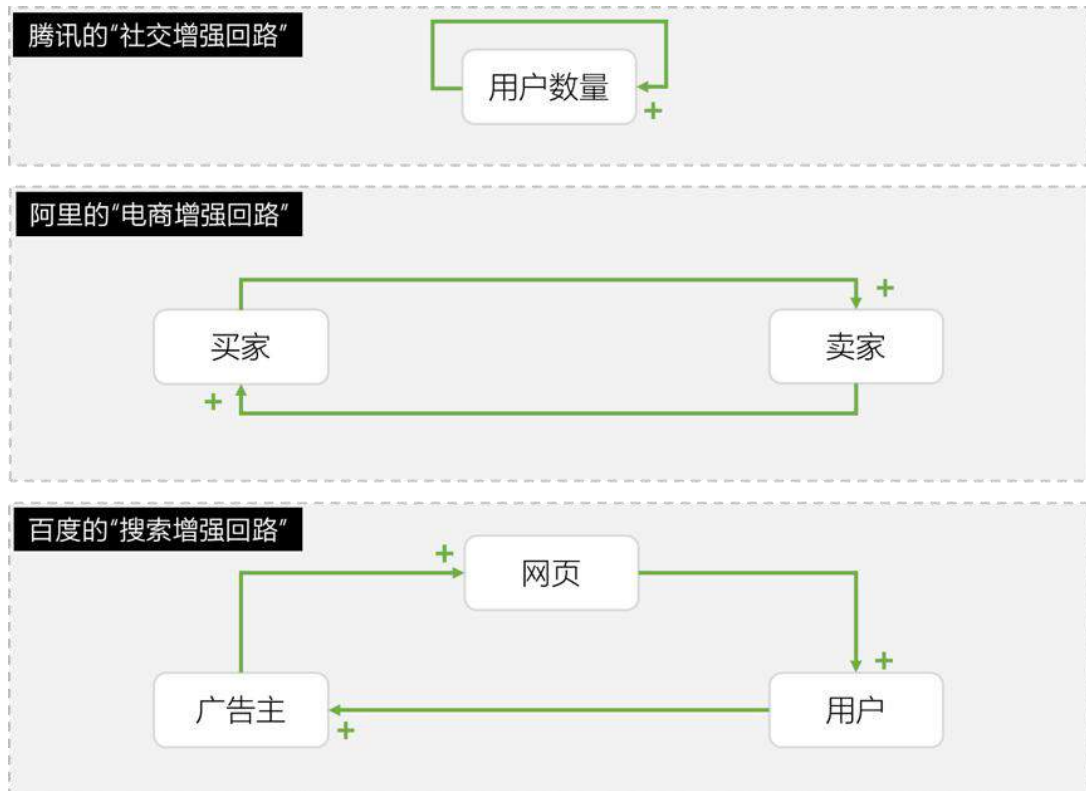 腾讯的“社交增强回路”
用户数量
+
阿里的“电商增强回路”
+
买家
卖家
+
百度的“搜索增强回路”
+
网页
+
广告主
用户
+